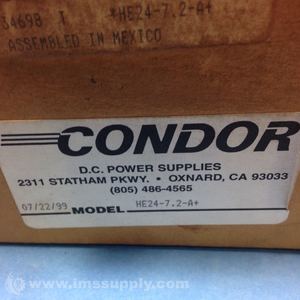 34698 T *HE24-7.2-A+
ASSEMBLED IN MEXICO
CONDOR
D.C. POWER SUPPLIES
2311 STATHAM PKWY. • OXNARD, CA 93033
(805) 486-4565
07/22/99 MODEL HE24-7.2-A+
© www.imssupply.com